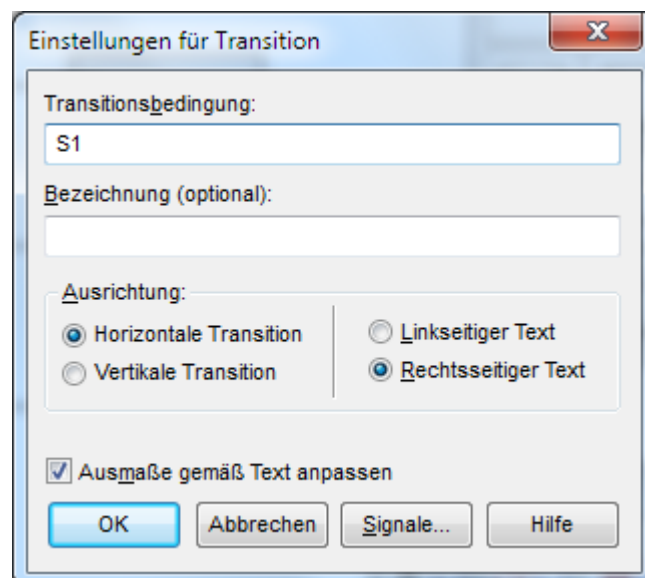 Einstellungen für Transition
Transitionsbedingung:
S1
Bezeichnung (optional):
Ausrichtung:
Horizontale Transition
Linkseitiger Text
Vertikale Transition
Rechtsseitiger Text
Ausmaße gemäß Text anpassen
OK Abbrechen Signale... Hilfe